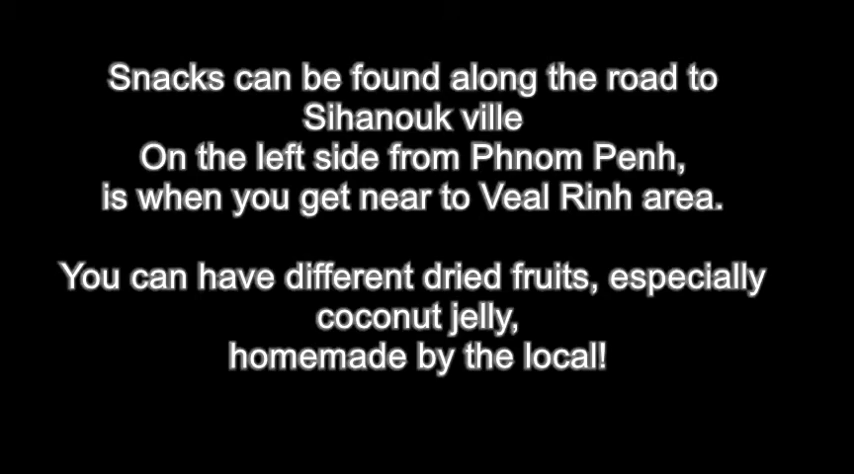 Snacks can be found along the road to
Sihanouk ville
On the left side from Phnom Penh,
is when you get near to Veal Rinh area.
You can have different dried fruits, especially
coconut jelly,
homemade by the local!